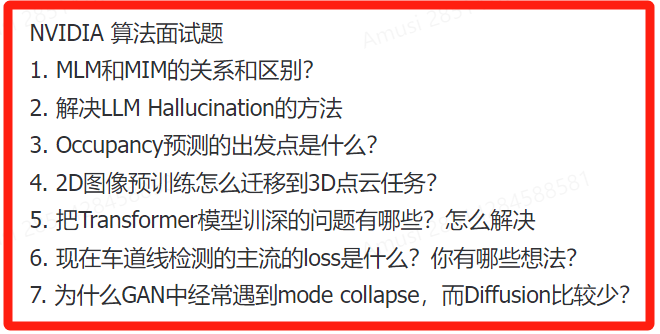 NVIDIA 算法面试题
1. MLM和MIM的关系和区别？
2. 解决LLM Hallucination的方法
3. Occupancy预测的出发点是什么？
4. 2D图像预训练怎么迁移到3D点云任务？
5. 把Transformer模型训深的问题有哪些？怎么解决
6. 现在车道线检测的主流的loss是什么？你有哪些想法？
7. 为什么GAN中经常遇到mode collapse，而Diffusion比较少？